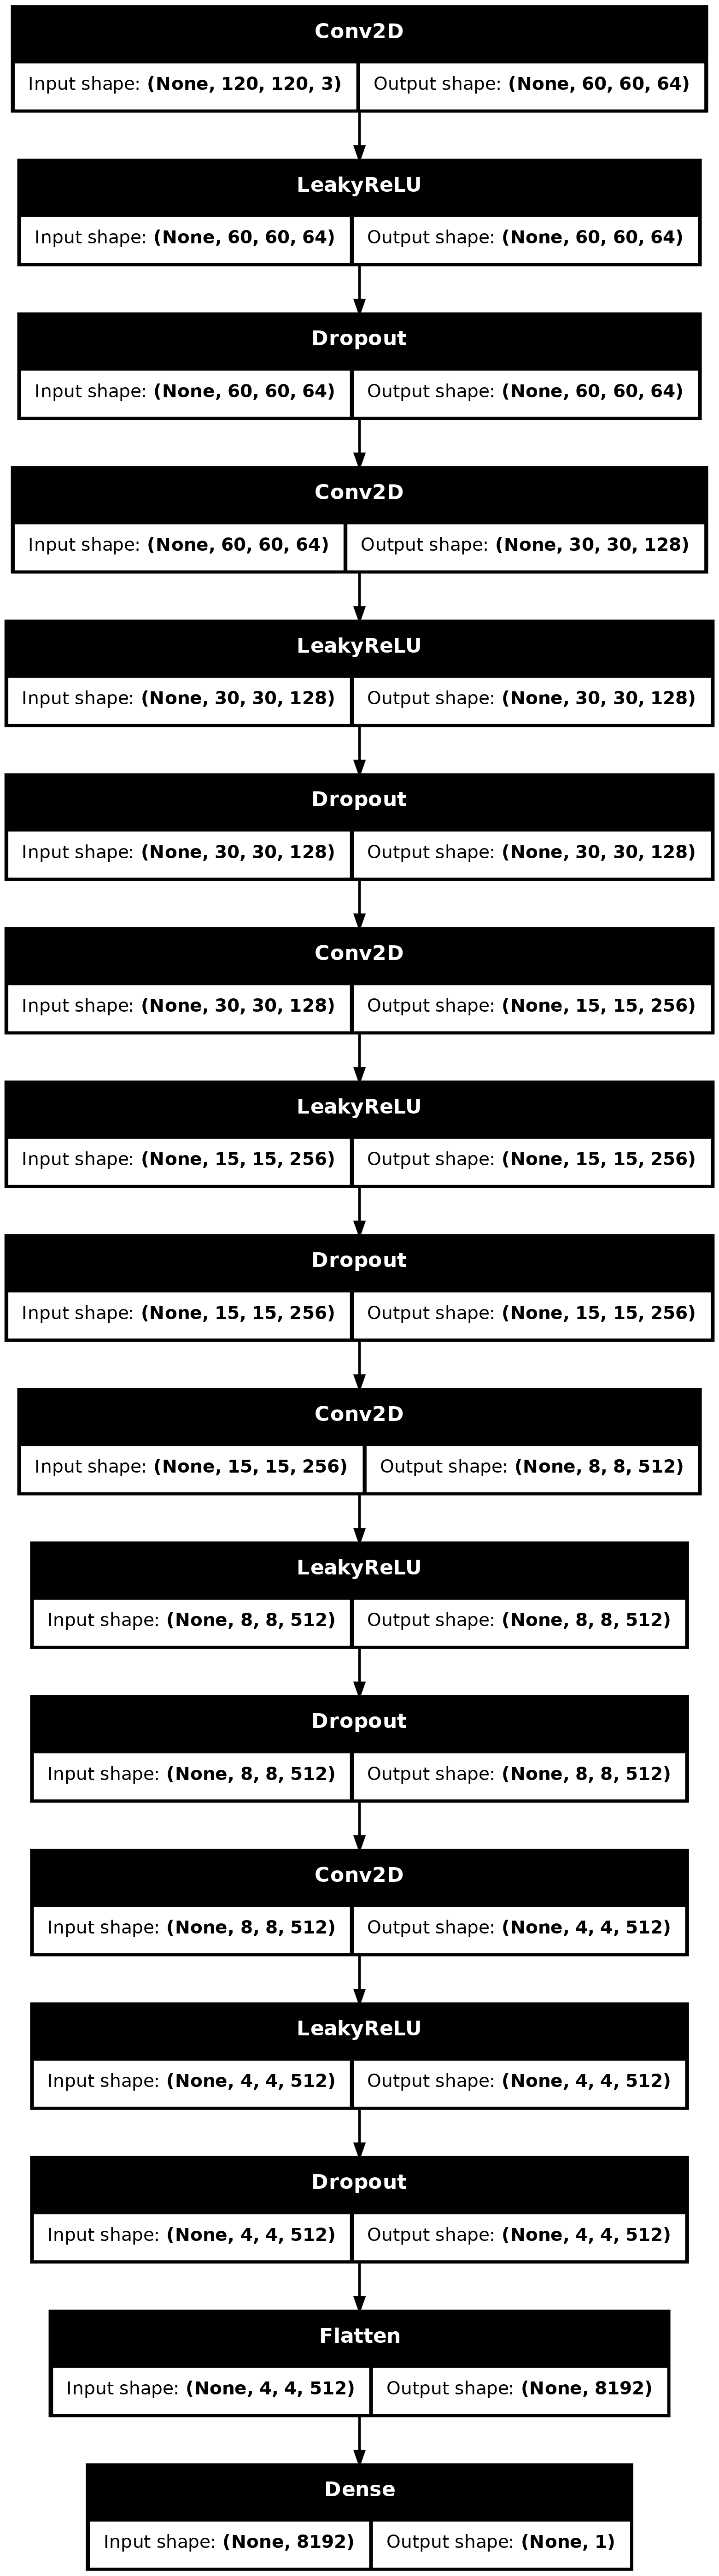 Conv2D
Input shape: (None, 120, 120, 3) Output shape: (None, 60, 60, 64)
LeakyReLU
Input shape: (None, 60, 60, 64) Output shape: (None, 60, 60, 64)
Dropout
Input shape: (None, 60, 60, 64) Output shape: (None, 60, 60, 64)
Conv2D
Input shape: (None, 60, 60, 64) Output shape: (None, 30, 30, 128)
LeakyReLU
Input shape: (None, 30, 30, 128) Output shape: (None, 30, 30, 128)
Dropout
Input shape: (None, 30, 30, 128) Output shape: (None, 30, 30, 128)
Conv2D
Input shape: (None, 30, 30, 128) Output shape: (None, 15, 15, 256)
LeakyReLU
Input shape: (None, 15, 15, 256) Output shape: (None, 15, 15, 256)
Dropout
Input shape: (None, 15, 15, 256) Output shape: (None, 15, 15, 256)
Conv2D
Input shape: (None, 15, 15, 256) Output shape: (None, 8, 8, 512)
LeakyReLU
Input shape: (None, 8, 8, 512) Output shape: (None, 8, 8, 512)
Dropout
Input shape: (None, 8, 8, 512) Output shape: (None, 8, 8, 512)
Conv2D
Input shape: (None, 8, 8, 512) Output shape: (None, 4, 4, 512)
LeakyReLU
Input shape: (None, 4, 4, 512) Output shape: (None, 4, 4, 512)
Dropout
Input shape: (None, 4, 4, 512) Output shape: (None, 4, 4, 512)
Flatten
Input shape: (None, 4, 4, 512) Output shape: (None, 8192)
Dense
Input shape: (None, 8192) Output shape: (None, 1)